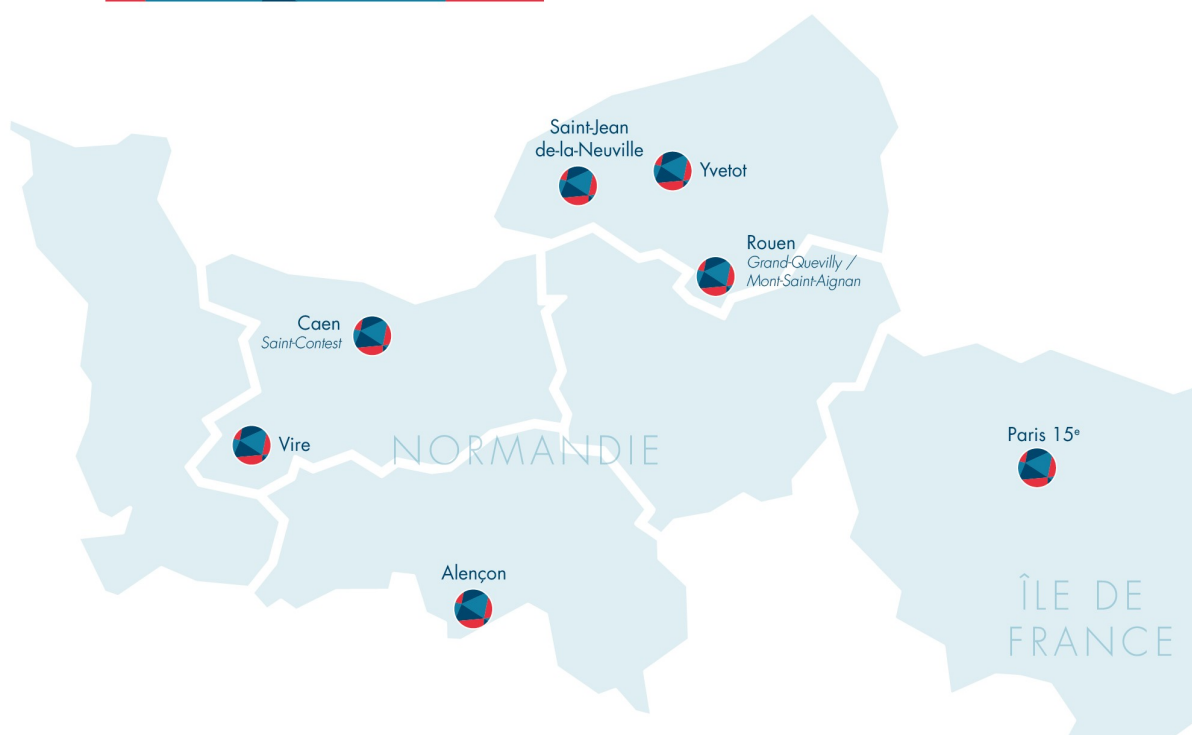 Saint-Jean
de-la-Neuville
Yvetot
Rouen
Grand-Quevilly /
Mont-Saint-Aignan
Caen
Saint-Contest
Vire
NORMANDIE
Paris 15ᵉ
Alençon
ÎLE DE
FRANCE